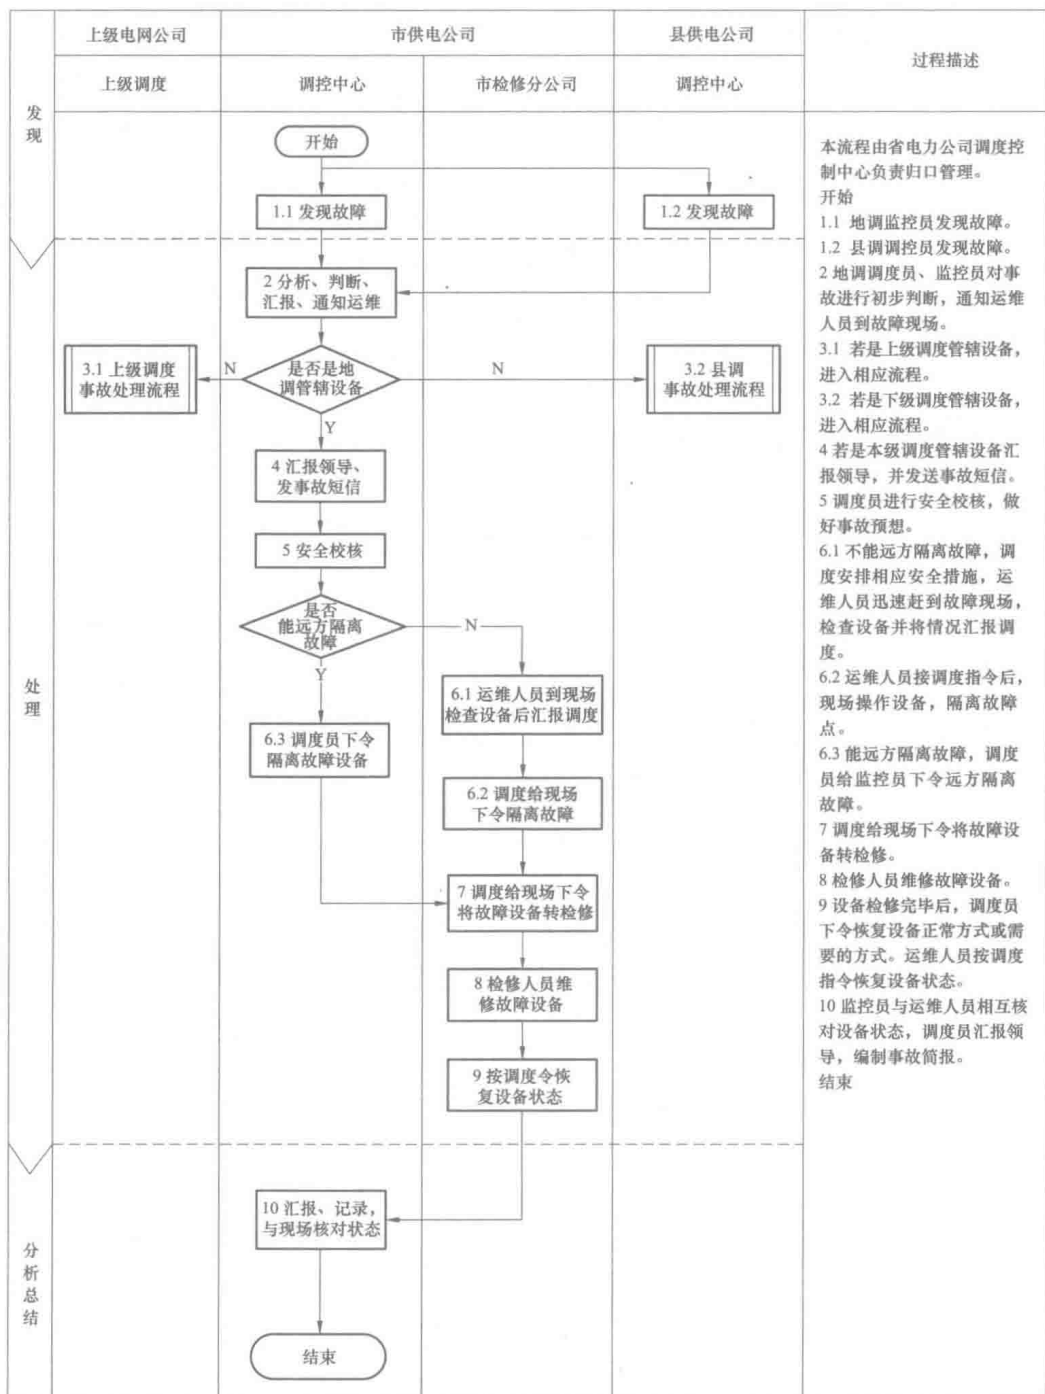 上级电网公司
市供电公司
县供电公司
过程描述
上级调度
调控中心
市检修分公司
调控中心
发
现
开始
1.1 发现故障
1.2 发现故障
处
理
2 分析、判断、
汇报、通知运维
3.1 上级调度
事故处理流程
N
是否是地
调管辖设备
N
3.2 县调
事故处理流程
Y
4 汇报领导、
发事故短信
5 安全校核
是否
能远方隔离
故障
N
Y
6.1 运维人员到现场
检查设备后汇报调度
6.3 调度员下令
隔离故障设备
6.2 调度给现场
下令隔离故障
7 调度给现场下令
将故障设备转检修
8 检修人员维
修故障设备
9 按调度令恢
复设备状态
分
析
总
结
10 汇报、记录,
与现场核对状态
结束
本流程由省电力公司调度控
制中心负责归口管理。
开始
1.1 地调监控员发现故障。
1.2 县调调控员发现故障。
2 地调调度员、监控员对事
故进行初步判断，通知运维
人员到故障现场。
3.1 若是上级调度管辖设备，
进入相应流程。
3.2 若是下级调度管辖设备，
进入相应流程。
4 若是本级调度管辖设备汇
报领导，并发送事故短信。
5 调度员进行安全校核，做
好事故预想。
6.1 不能远方隔离故障，调
度安排相应安全措施，运
维人员迅速赶到故障现场，
检查设备并将情况汇报调
度。
6.2 运维人员按调度指令后，
现场操作设备，隔离故障
点。
6.3 能远方隔离故障，调度
员给监控员下令远方隔离
故障。
7 调度给现场下令将故障设
备转检修。
8 检修人员维修故障设备。
9 设备检修完毕后，调度员
下令恢复设备正常方式或需
要的方式。运维人员按调度
指令恢复设备状态。
10 监控员与运维人员相互核
对设备状态，调度员汇报领
导，编制事故简报。
结束